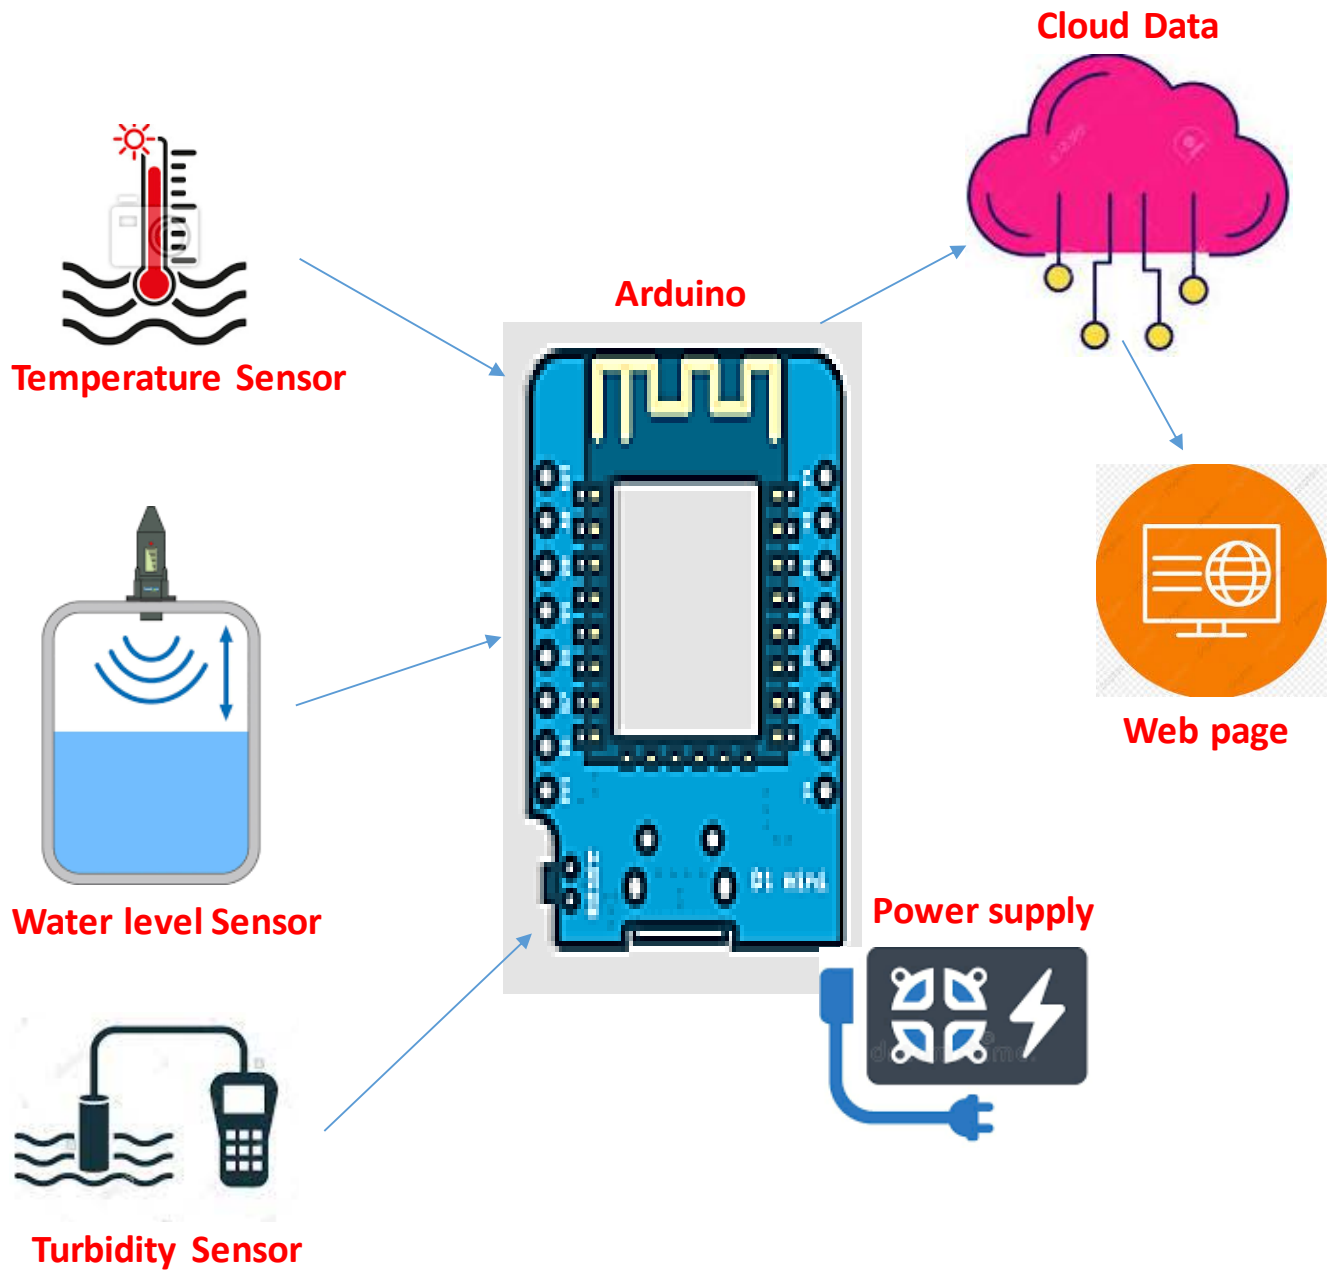 Cloud Data
Arduino
Temperature Sensor
D1 mini
Power supply
Web page
Water level Sensor
Turbidity Sensor